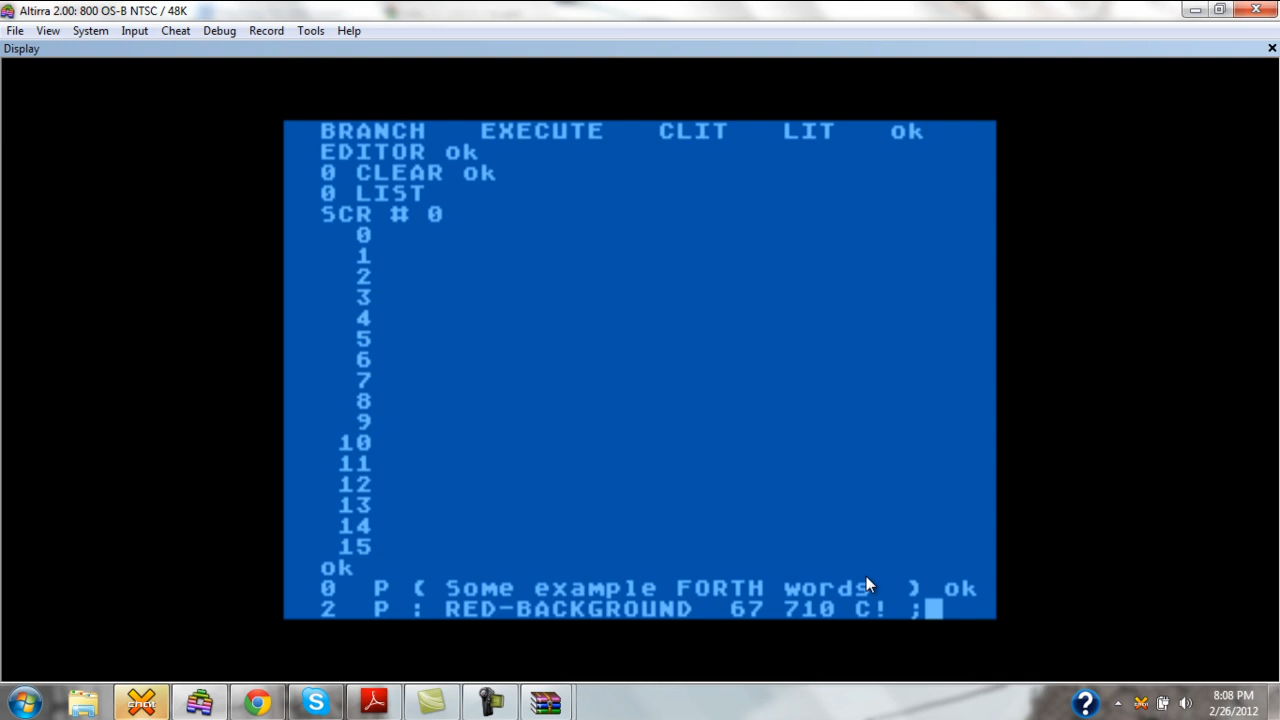 Altirra 2.00: 800 OS-B NTSC / 48K
File View System Input Cheat Debug Record Tools Help
Display
BRANCH EXECUTE CLIT LIT ok
EDITOR ok
0 CLEAR ok
0 LIST
SCR # 0
0
1
2
3
4
5
6
7
8
9
10
11
12
13
14
15
ok
0 P ( Some example FORTH words ) ok
2 P : RED-BACKGROUND 67 710 C! ;
8:08 PM
2/26/2012